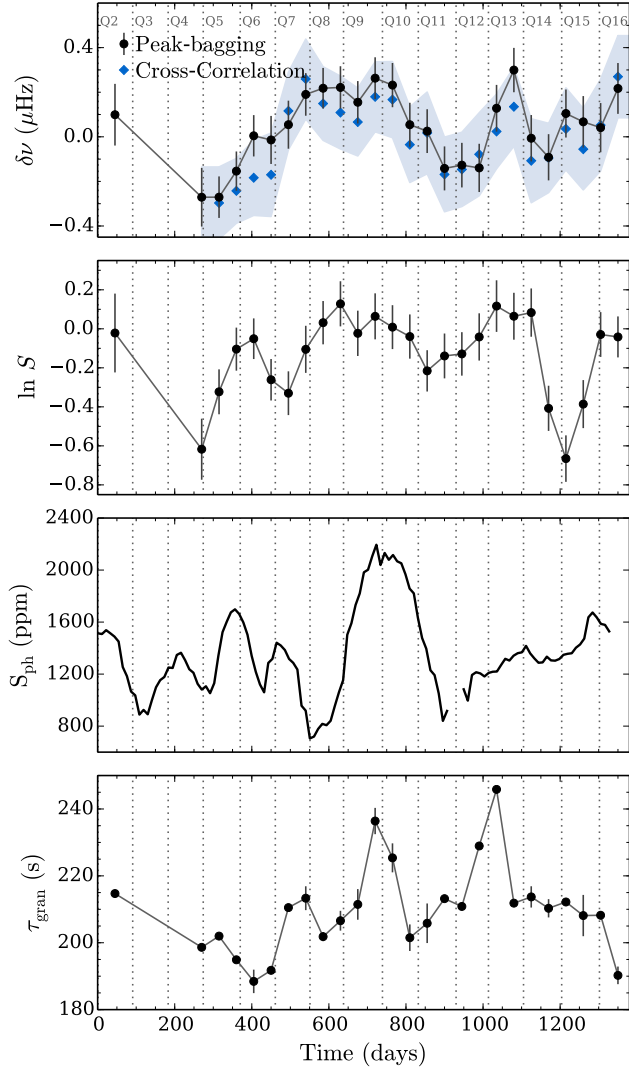 Q2 Q3 Q4 Q5 Q6 Q7 Q8 Q9 Q10 Q11 Q12 Q13 Q14 Q15 Q16
Peak-bagging
Cross-Correlation
δν (μHz)
0.4
0.0
−0.4
ln S
0.2
0.0
−0.2
−0.4
−0.6
−0.8
S_ph (ppm)
2400
2000
1600
1200
800
τ_gran (s)
240
220
200
180
0 200 400 600 800 1000 1200
Time (days)